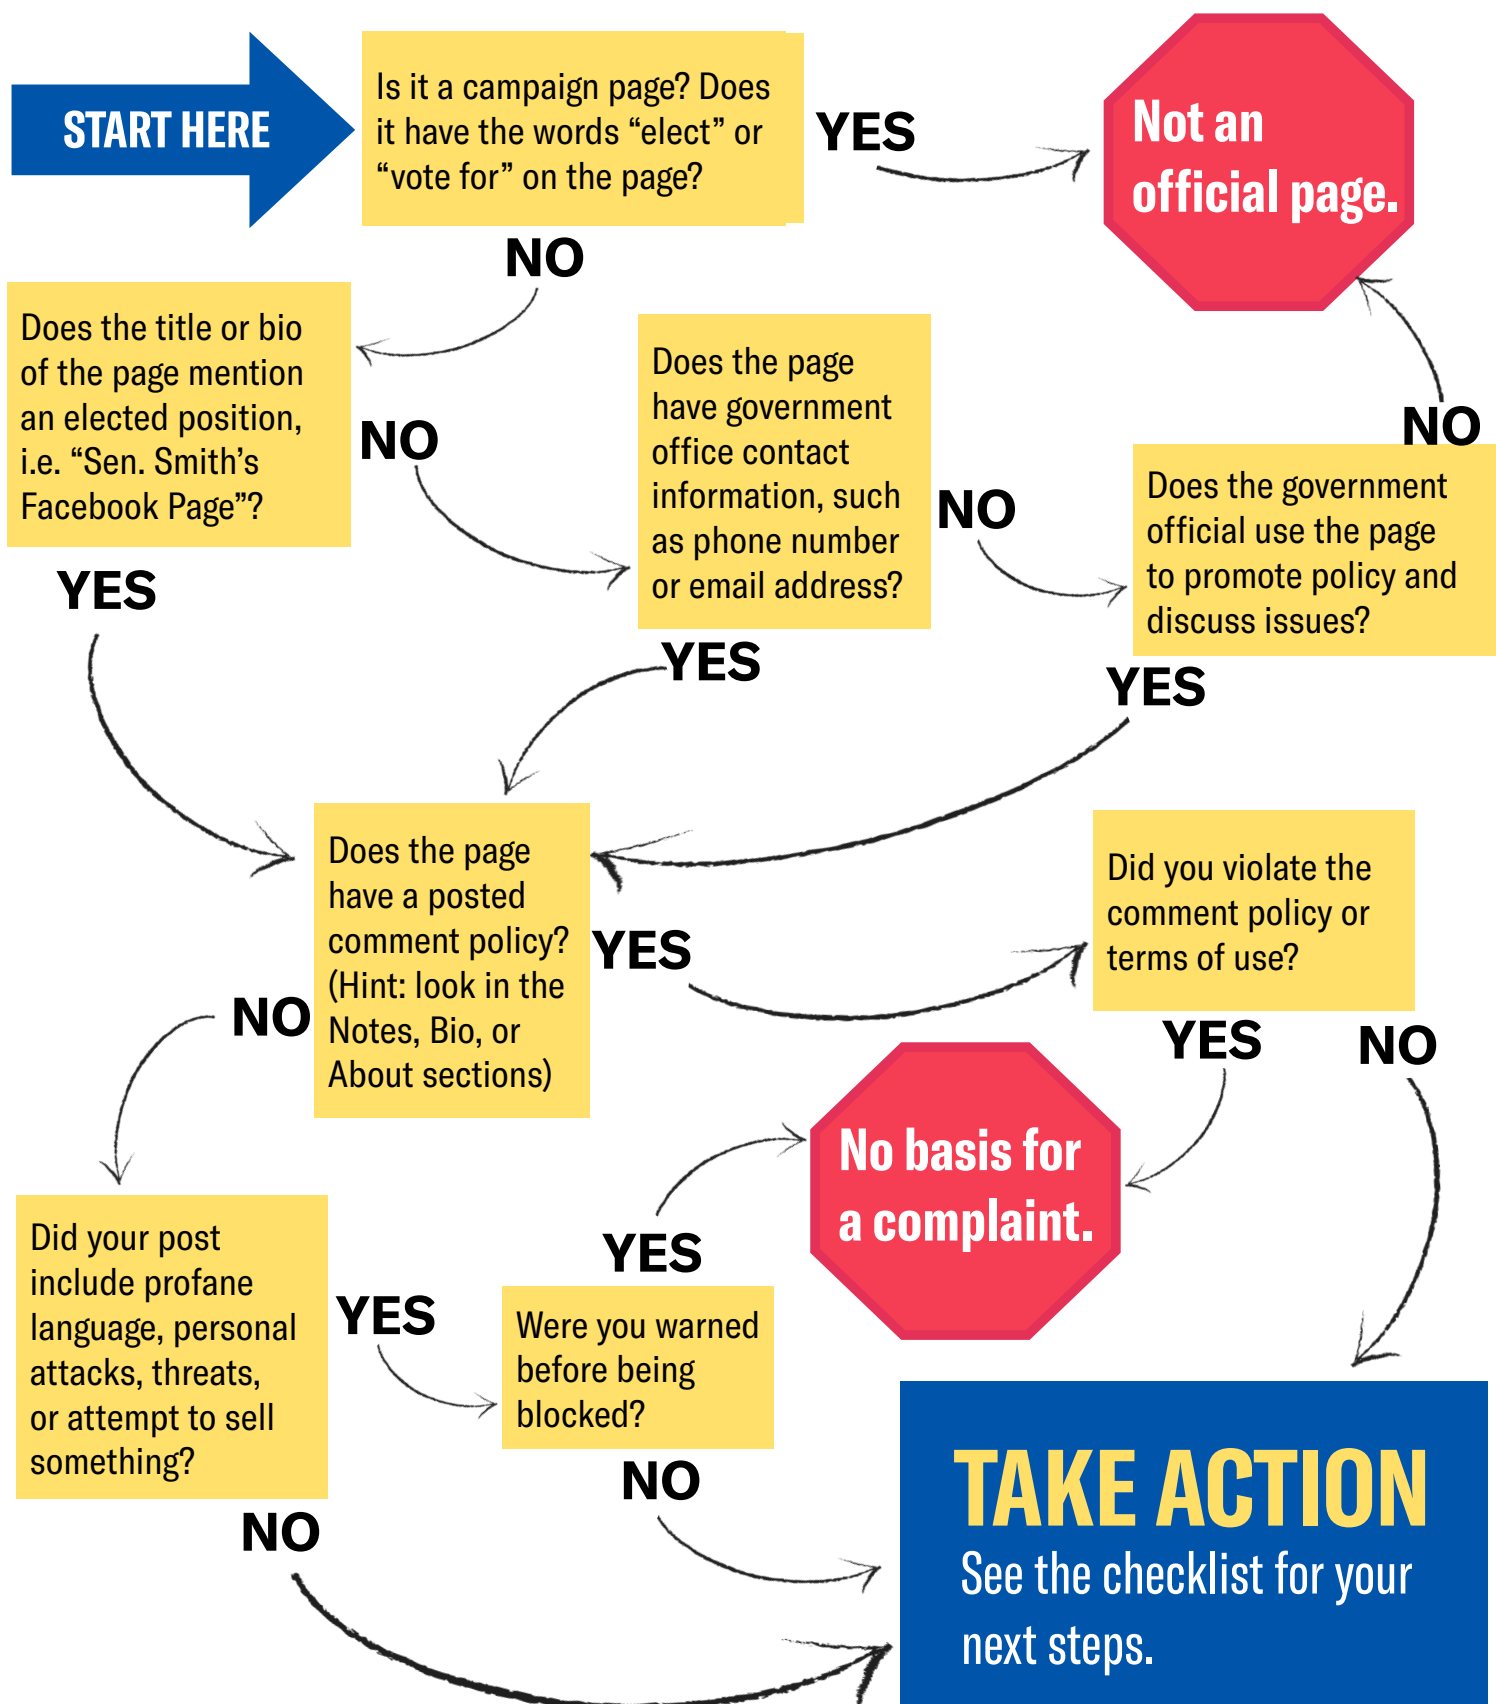 START HERE
Is it a campaign page? Does
it have the words “elect” or
“vote for” on the page?
YES
Not an
official page.
NO
Does the title or bio
of the page mention
an elected position,
i.e. “Sen. Smith’s
Facebook Page”?
NO
YES
Does the page
have government
office contact
information, such
as phone number
or email address?
NO
YES
NO
Does the government
official use the page
to promote policy and
discuss issues?
YES
Does the page
have a posted
comment policy?
(Hint: look in the
Notes, Bio, or
About sections)
YES
NO
Did you violate the
comment policy or
terms of use?
YES
NO
No basis for
a complaint.
Did your post
include profane
language, personal
attacks, threats,
or attempt to sell
something?
YES
NO
YES
Were you warned
before being
blocked?
NO
TAKE ACTION
See the checklist for your
next steps.